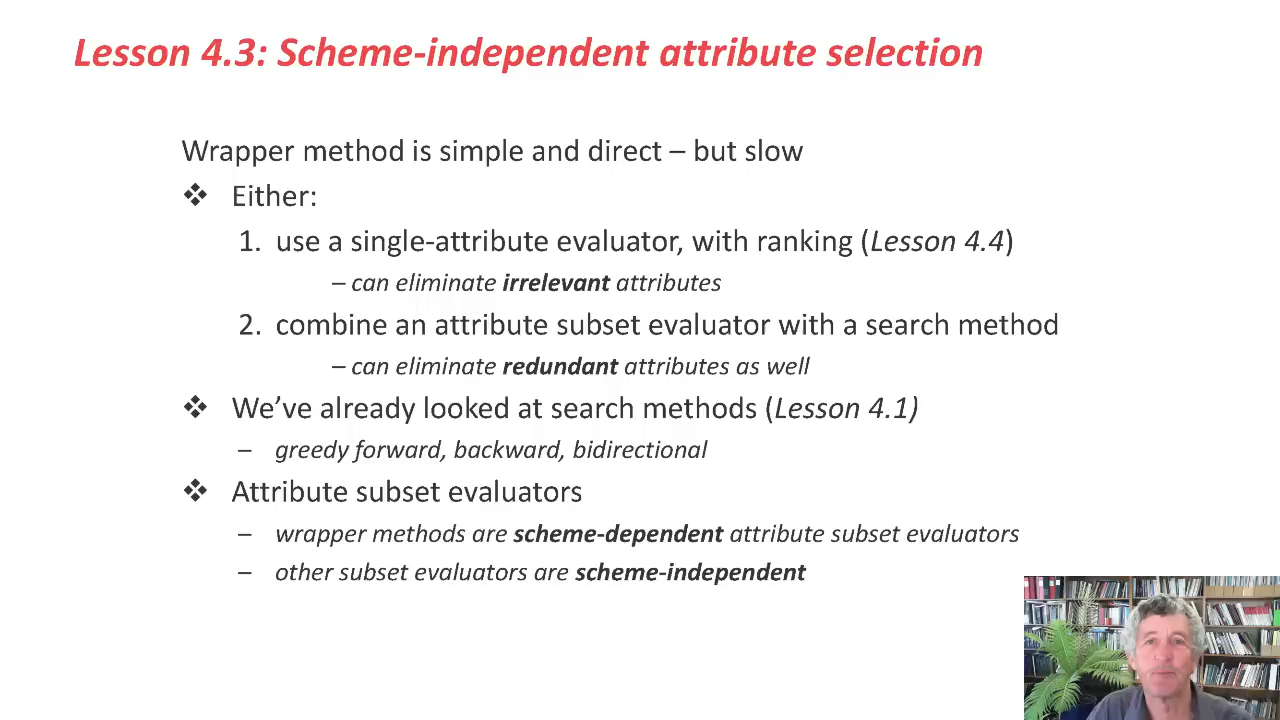 Lesson 4.3: Scheme-independent attribute selection
Wrapper method is simple and direct – but slow
❖ Either:
1. use a single-attribute evaluator, with ranking (Lesson 4.4)
– can eliminate irrelevant attributes
2. combine an attribute subset evaluator with a search method
– can eliminate redundant attributes as well
❖ We’ve already looked at search methods (Lesson 4.1)
– greedy forward, backward, bidirectional
❖ Attribute subset evaluators
– wrapper methods are scheme-dependent attribute subset evaluators
– other subset evaluators are scheme-independent